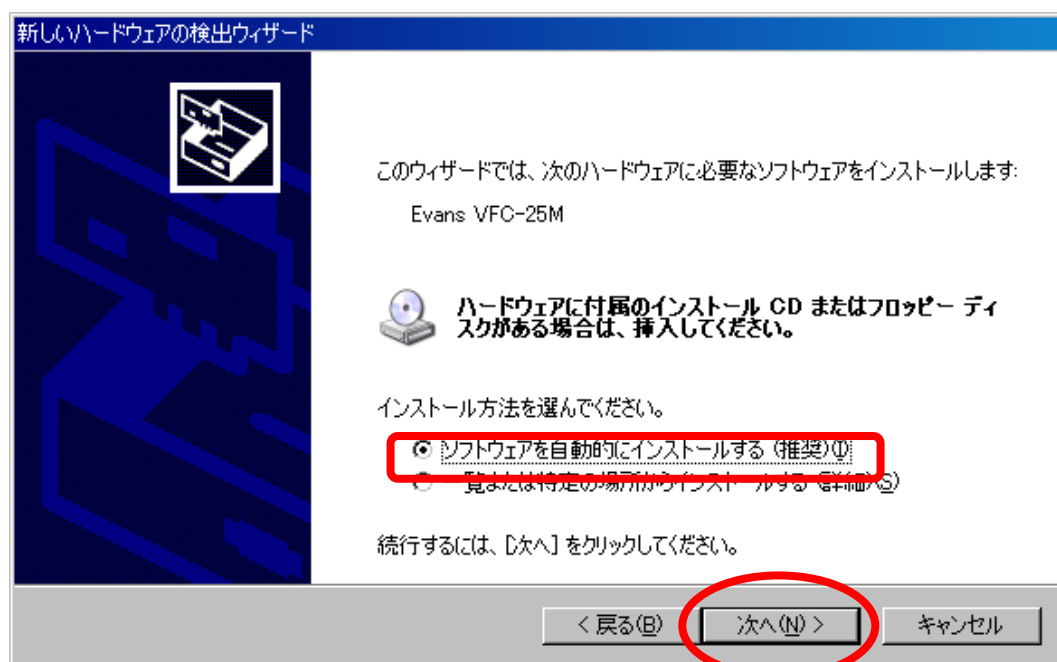 新しいハードウェアの検出ウィザード
このウィザードでは、次のハードウェアに必要なソフトウェアをインストールします:
Evans VFC-25M
ハードウェアに付属のインストール CD またはフロッピー ディ
スクがある場合は、挿入してください。
インストール方法を選んでください。
ソフトウェアを自動的にインストールする (推奨)(I)
一覧または特定の場所からインストールする (詳細)(S)
続行するには、[次へ] をクリックしてください。
< 戻る(B) 次へ(N) > キャンセル